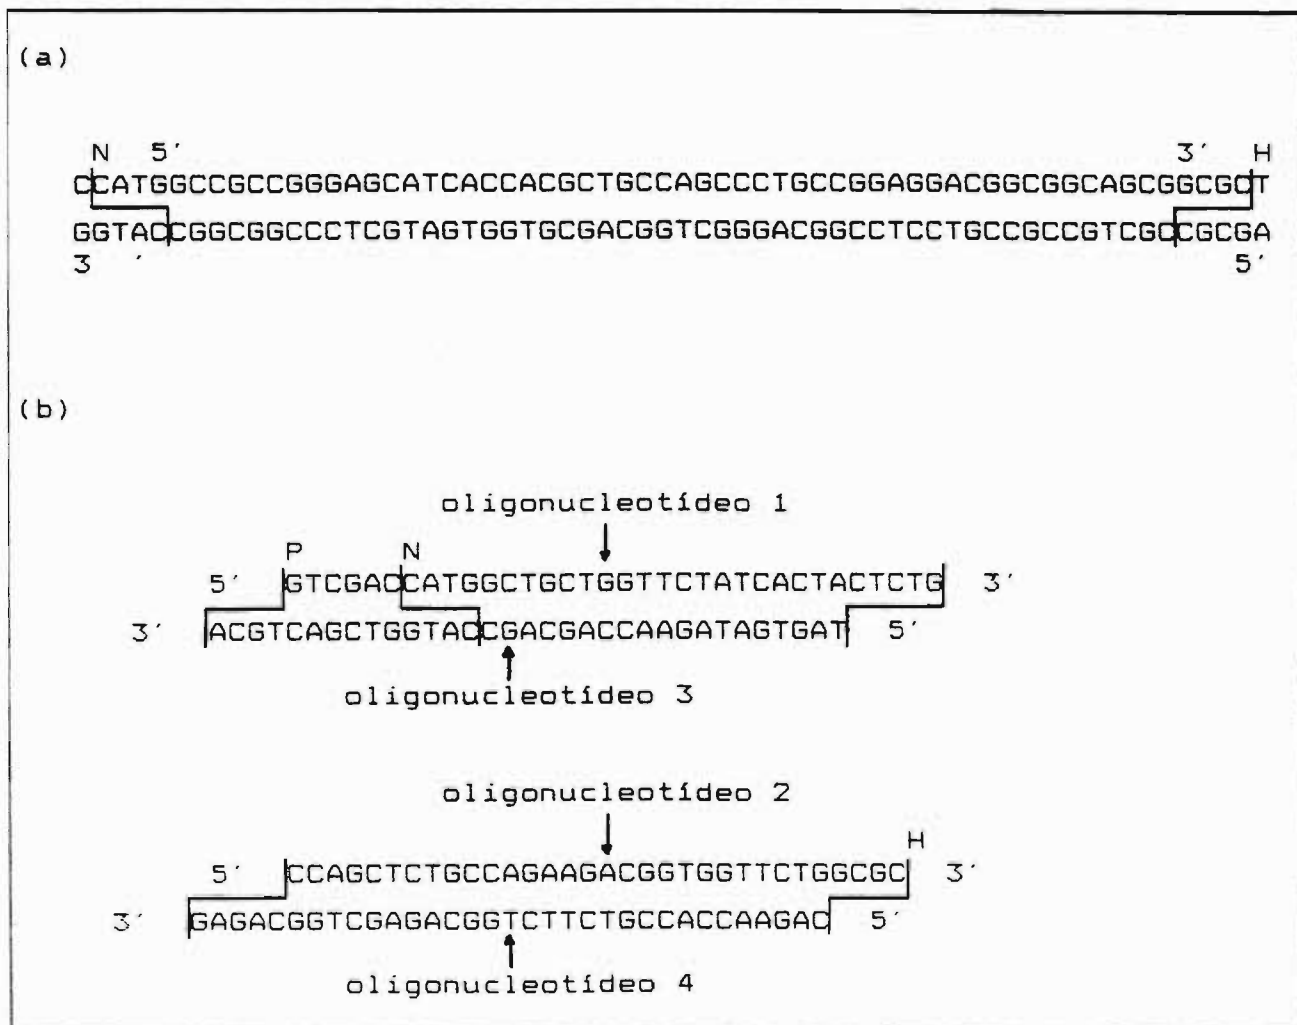 (a)
N 5´ 3´ H
CCATGGCCGCCGGGAGCATCACCACGCTGCCAGCCCTGCCGGAGGACGGCGGCAGCGGCGCT
GGTACCGGCGGCCCTCGTAGTGGTGCGACGGTCGGGACGGCCTCCTGCCGCCGTCGCCGCGA
3 ´ 5´
(b)
oligonucleotídeo 1
P N
5´ GTCGACCATGGCTGCTGGTTCTATCACTACTCTG 3´
3´ ACGTCAGCTGGTACCGACGACCAAGATAGTGAT 5´
oligonucleotídeo 3
oligonucleotídeo 2
H
5´ CCAGCTCTGCCAGAAGACGGTGGTTCTGGCGC 3´
3´ GAGACGGTCGAGACGGTCTTCTGCCACCAAGAC 5´
oligonucleotídeo 4